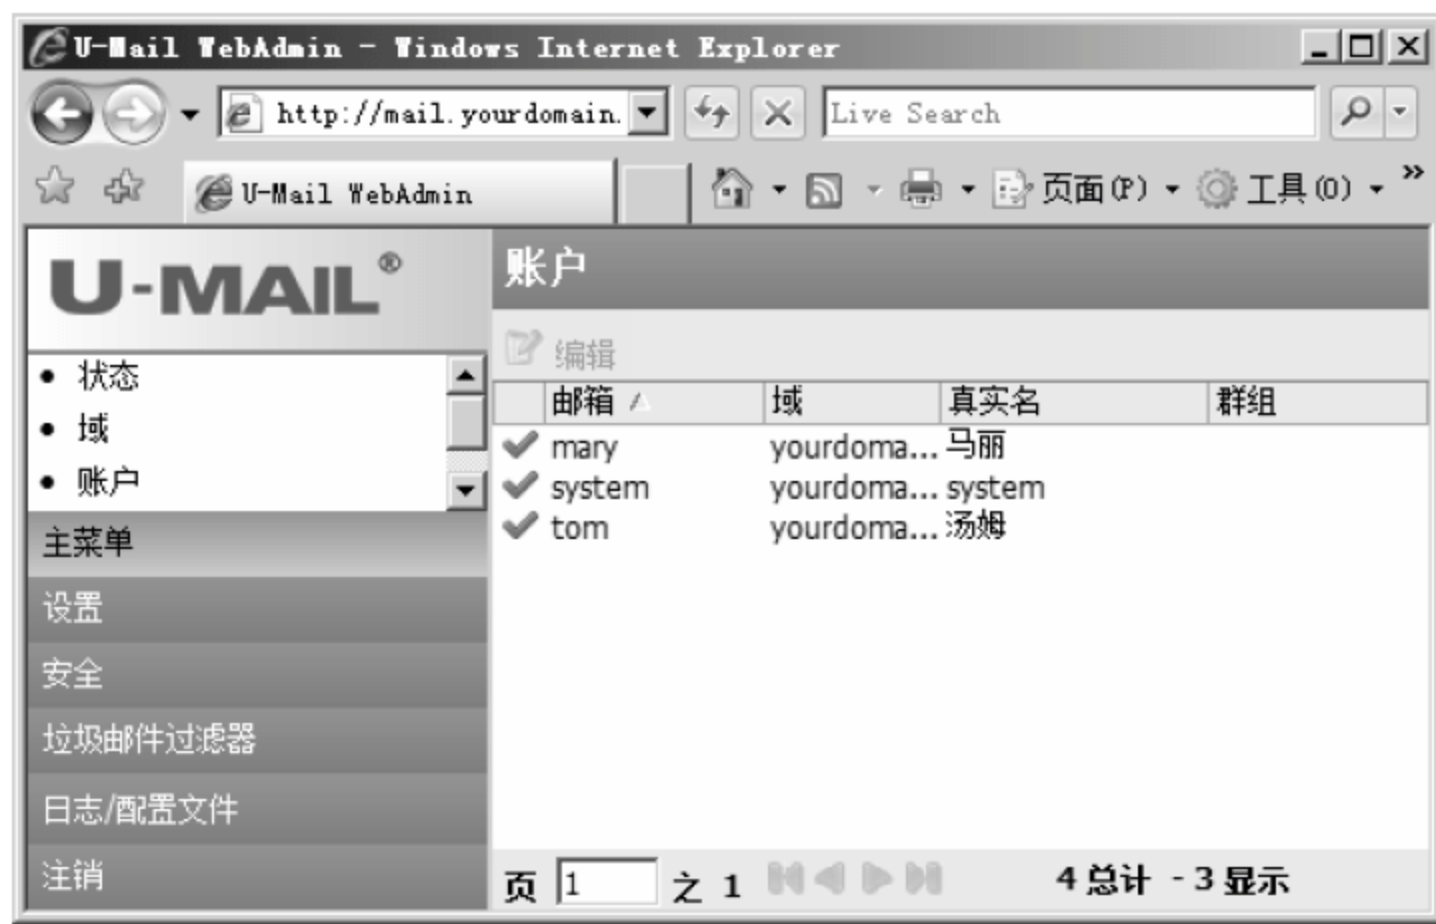 U-Mail WebAdmin - Windows Internet Explorer
http://mail.yourdomain.
Live Search
U-Mail WebAdmin
页面(P)
工具(O)
»
U-MAIL®
账户
编辑
• 状态
• 域
• 账户
主菜单
设置
安全
垃圾邮件过滤器
日志/配置文件
注销
邮箱 域 真实名 群组
mary yourdoma... 马丽
system yourdoma... system
tom yourdoma... 汤姆
页 1 之 1 4 总计 - 3 显示